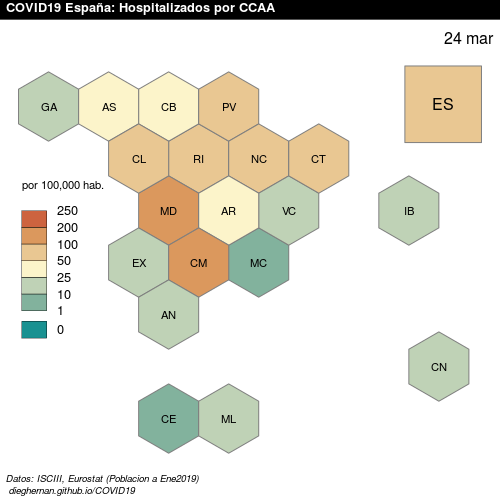 COVID19 España: Hospitalizados por CCAA
24 mar
GA AS CB PV ES
CL RI NC CT
por 100,000 hab.
MD AR VC IB
250
200
100
50
25
10
1
0
EX CM MC
AN
CN
CE ML
Datos: ISCIII, Eurostat (Poblacion a Ene2019)
dieghernan.github.io/COVID19